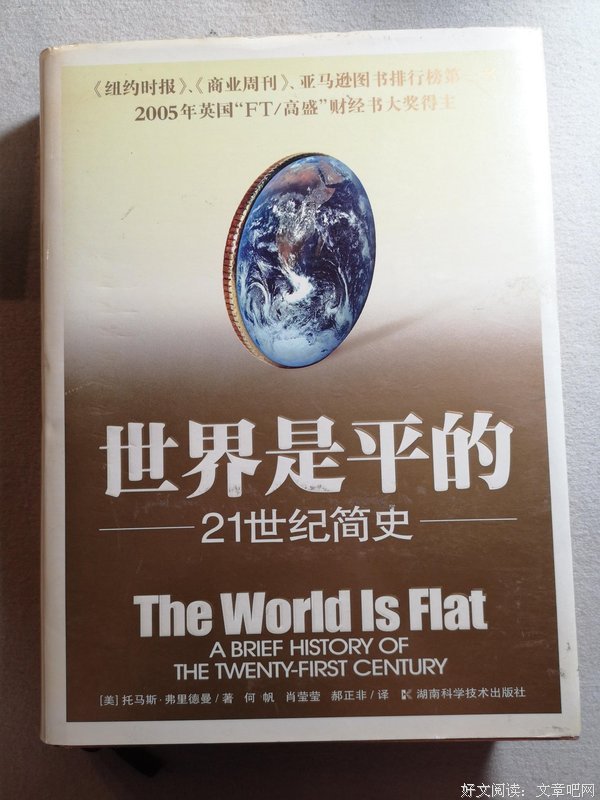 《纽约时报》、《商业周刊》、亚马逊图书排行榜第
2005年英国“FT/高盛”财经书大奖得主
世界是平的
21世纪简史
The World Is Flat
A BRIEF HISTORY OF
THE TWENTY-FIRST CENTURY
[美]托马斯·弗里德曼/著 何 帆 肖莹莹 郝正非/译 湖南科学技术出版社
好文阅读：文章吧网